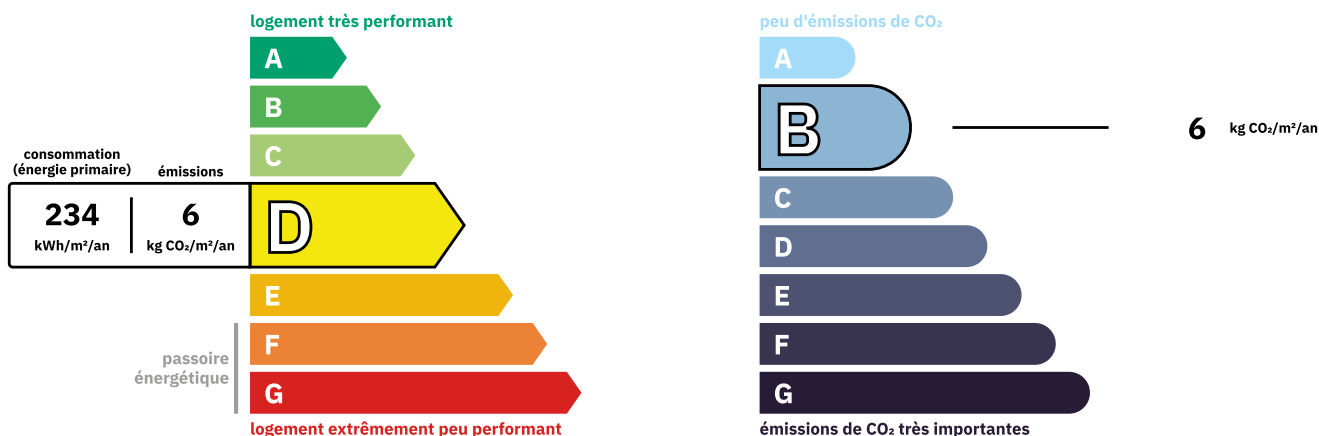 logement très performant
A
B
C
consommation
(énergie primaire)
émissions
234
kWh/m²/an
6
kg CO₂/m²/an
D
E
F
G
passoire
énergétique
logement extrêmement peu performant
peu d'émissions de CO₂
A
B
6 kg CO₂/m²/an
C
D
E
F
G
émissions de CO₂ très importantes